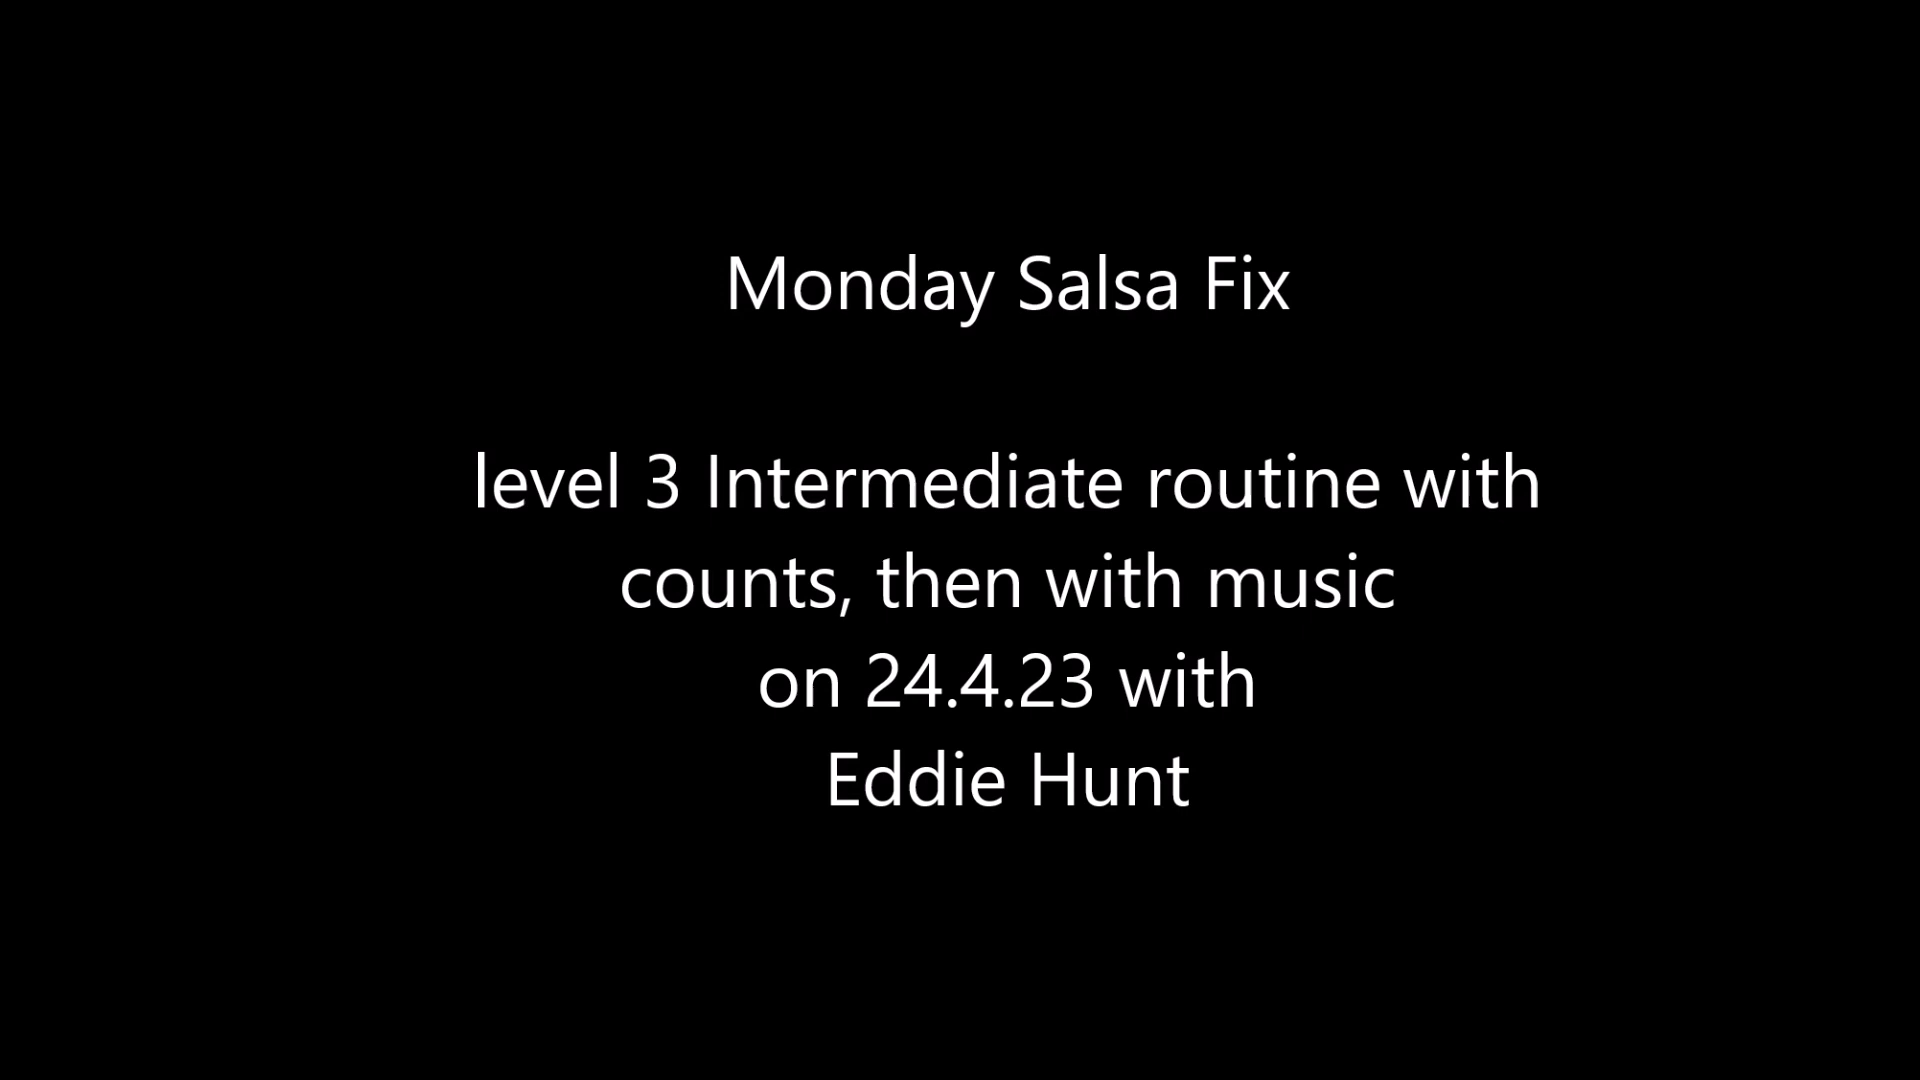 Monday Salsa Fix
level 3 Intermediate routine with
counts, then with music
on 24.4.23 with
Eddie Hunt